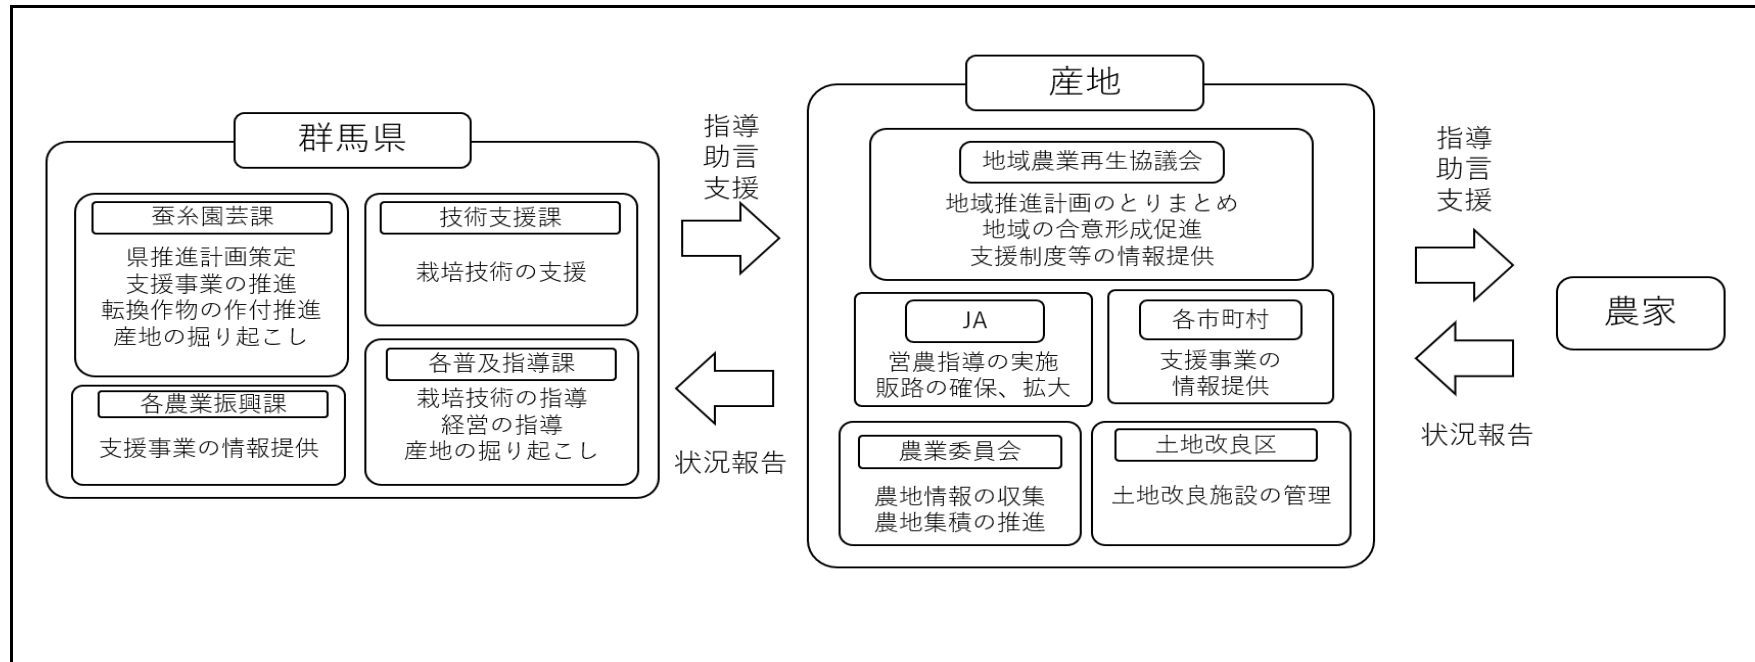 群馬県
蚕糸園芸課
県推進計画策定
支援事業の推進
転換作物の作付推進
産地の掘り起こし
技術支援課
栽培技術の支援
各農業振興課
支援事業の情報提供
各普及指導課
栽培技術の指導
経営の指導
産地の掘り起こし
指導
助言
支援
状況報告
産地
地域農業再生協議会
地域推進計画のとりまとめ
地域の合意形成促進
支援制度等の情報提供
JA
営農指導の実施
販路の確保、拡大
各市町村
支援事業の
情報提供
農業委員会
農地情報の収集
農地集積の推進
土地改良区
土地改良施設の管理
指導
助言
支援
状況報告
農家